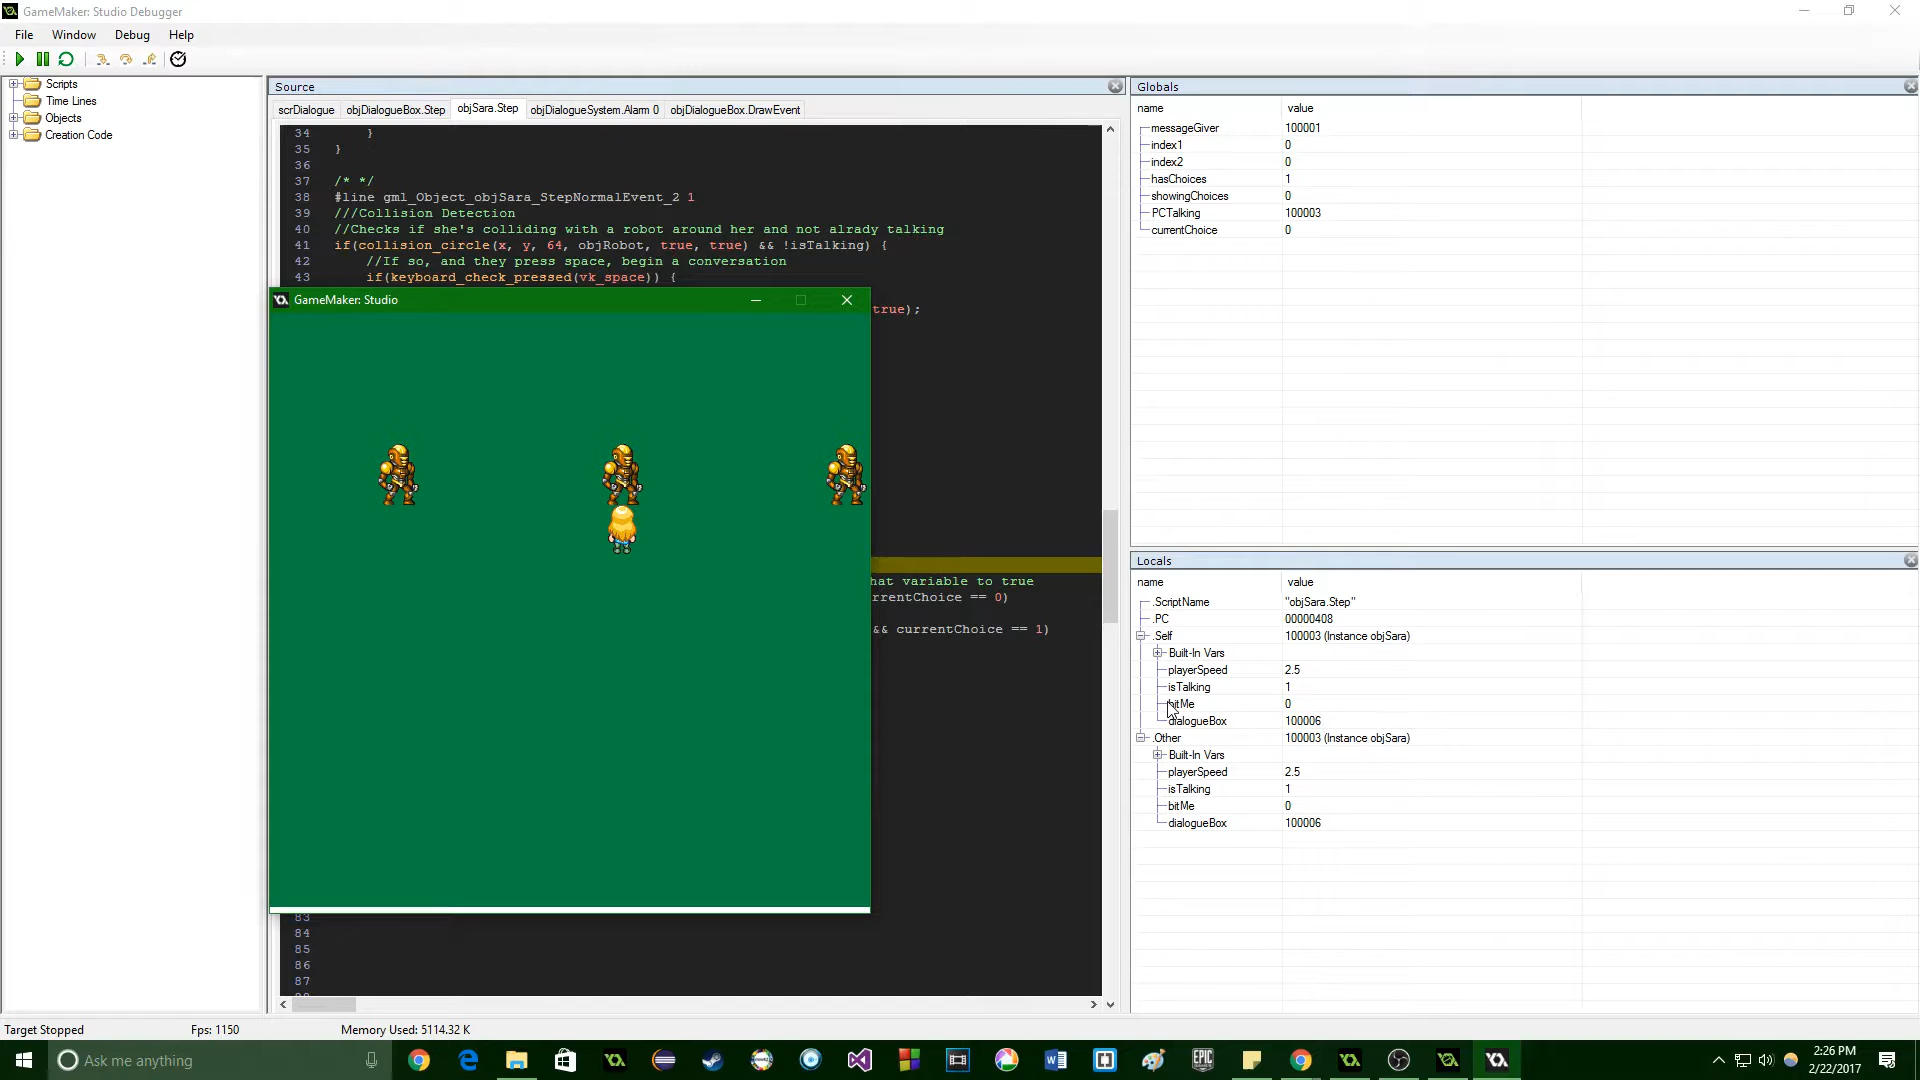 GameMaker: Studio Debugger
File Window Debug Help
Scripts
Time Lines
Objects
Creation Code
Source
scrDialogue objDialogueBox.Step objSara.Step objDialogueSystem.Alarm 0 objDialogueBox.DrawEvent
34 }
35 }
36
37 /* */
38 #line gml_Object_objSara_StepNormalEvent_2 1
39 ///Collision Detection
40 //Checks if she's colliding with a robot around her and not alrady talking
41 if(collision_circle(x, y, 64, objRobot, true, true) && !isTalking) {
42 //If so, and they press space, begin a conversation
43 if(keyboard_check_pressed(vk_space)) {
GameMaker: Studio
true);
hat variable to true
rrentChoice == 0)
&& currentChoice == 1)
83
84
85
86
87
Globals
name value
messageGiver 100001
index1 0
index2 0
hasChoices 1
showingChoices 0
PCTalking 100003
currentChoice 0
Locals
name value
.ScriptName "objSara.Step"
.PC 00000408
.Self 100003 (Instance objSara)
Built-In Vars
playerSpeed 2.5
isTalking 1
bitMe 0
dialogueBox 100006
.Other 100003 (Instance objSara)
Built-In Vars
playerSpeed 2.5
isTalking 1
bitMe 0
dialogueBox 100006
Target Stopped Fps: 1150 Memory Used: 5114.32 K
Ask me anything
EPIC GAMES
2:26 PM
2/22/2017